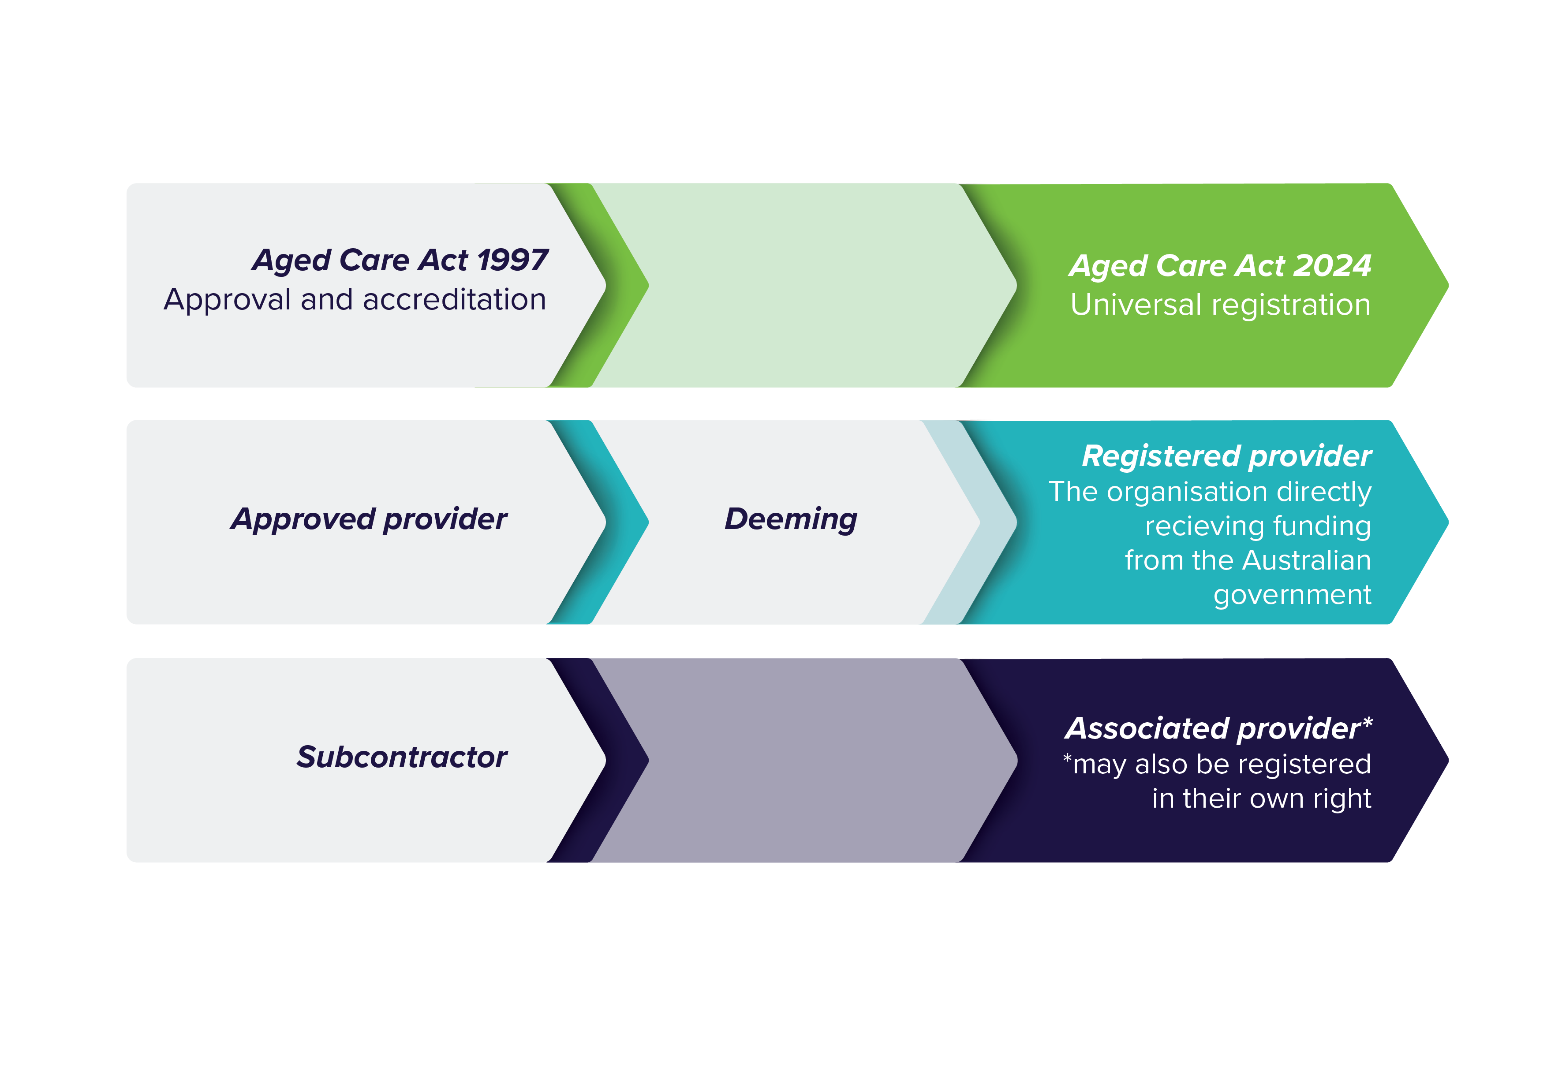 Aged Care Act 1997
Approval and accreditation
Aged Care Act 2024
Universal registration
Approved provider
Deeming
Registered provider
The organisation directly
recieving funding
from the Australian
government
Subcontractor
Associated provider*
*may also be registered
in their own right